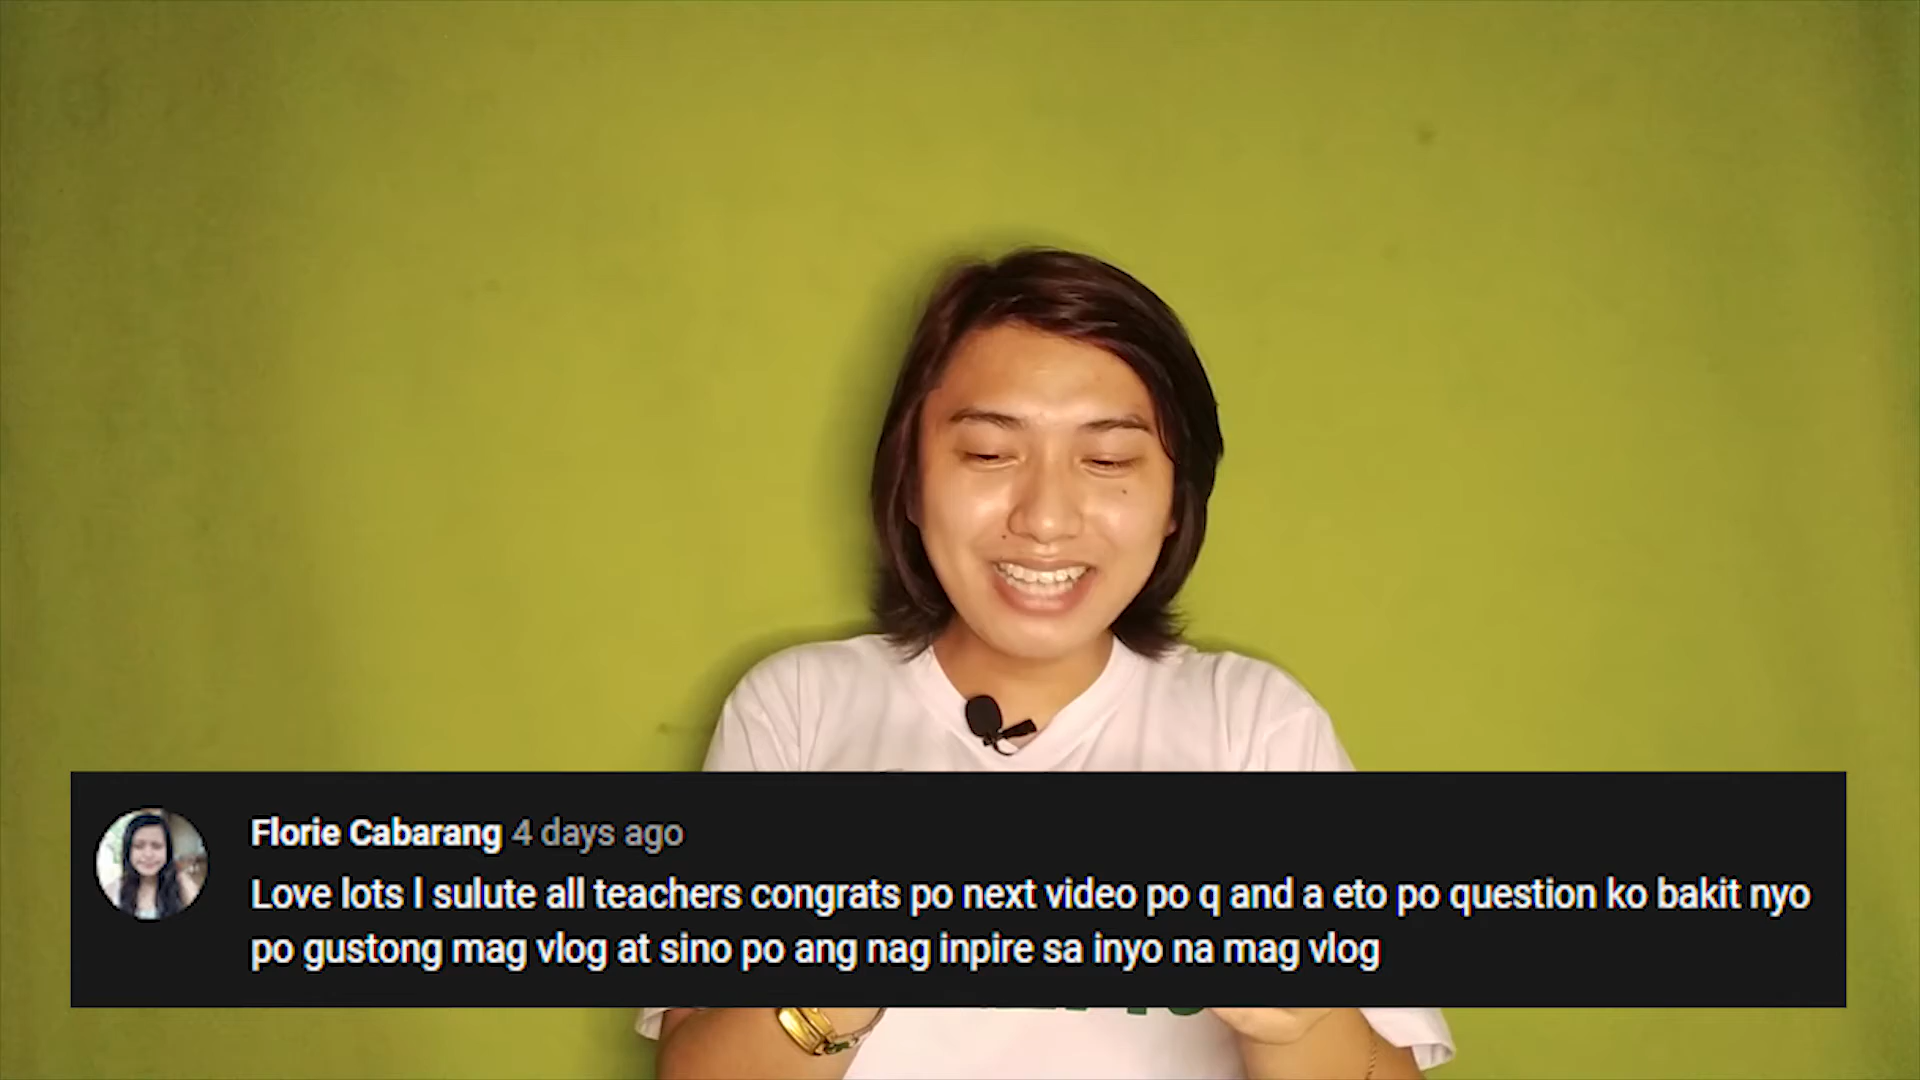 Florie Cabarang 4 days ago
Love lots I sulute all teachers congrats po next video po q and a eto po question ko bakit nyo
po gustong mag vlog at sino po ang nag inpire sa inyo na mag vlog